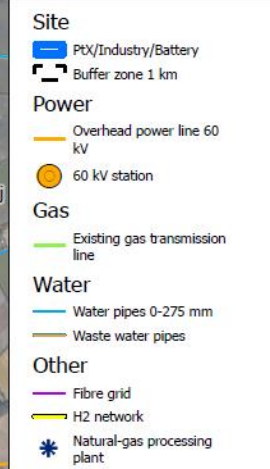 Site
PtX/Industry/Battery
Buffer zone 1 km
Power
Overhead power line 60
kV
60 kV station
Gas
Existing gas transmission
line
Water
Water pipes 0-275 mm
Waste water pipes
Other
Fibre grid
H2 network
Natural-gas processing
plant